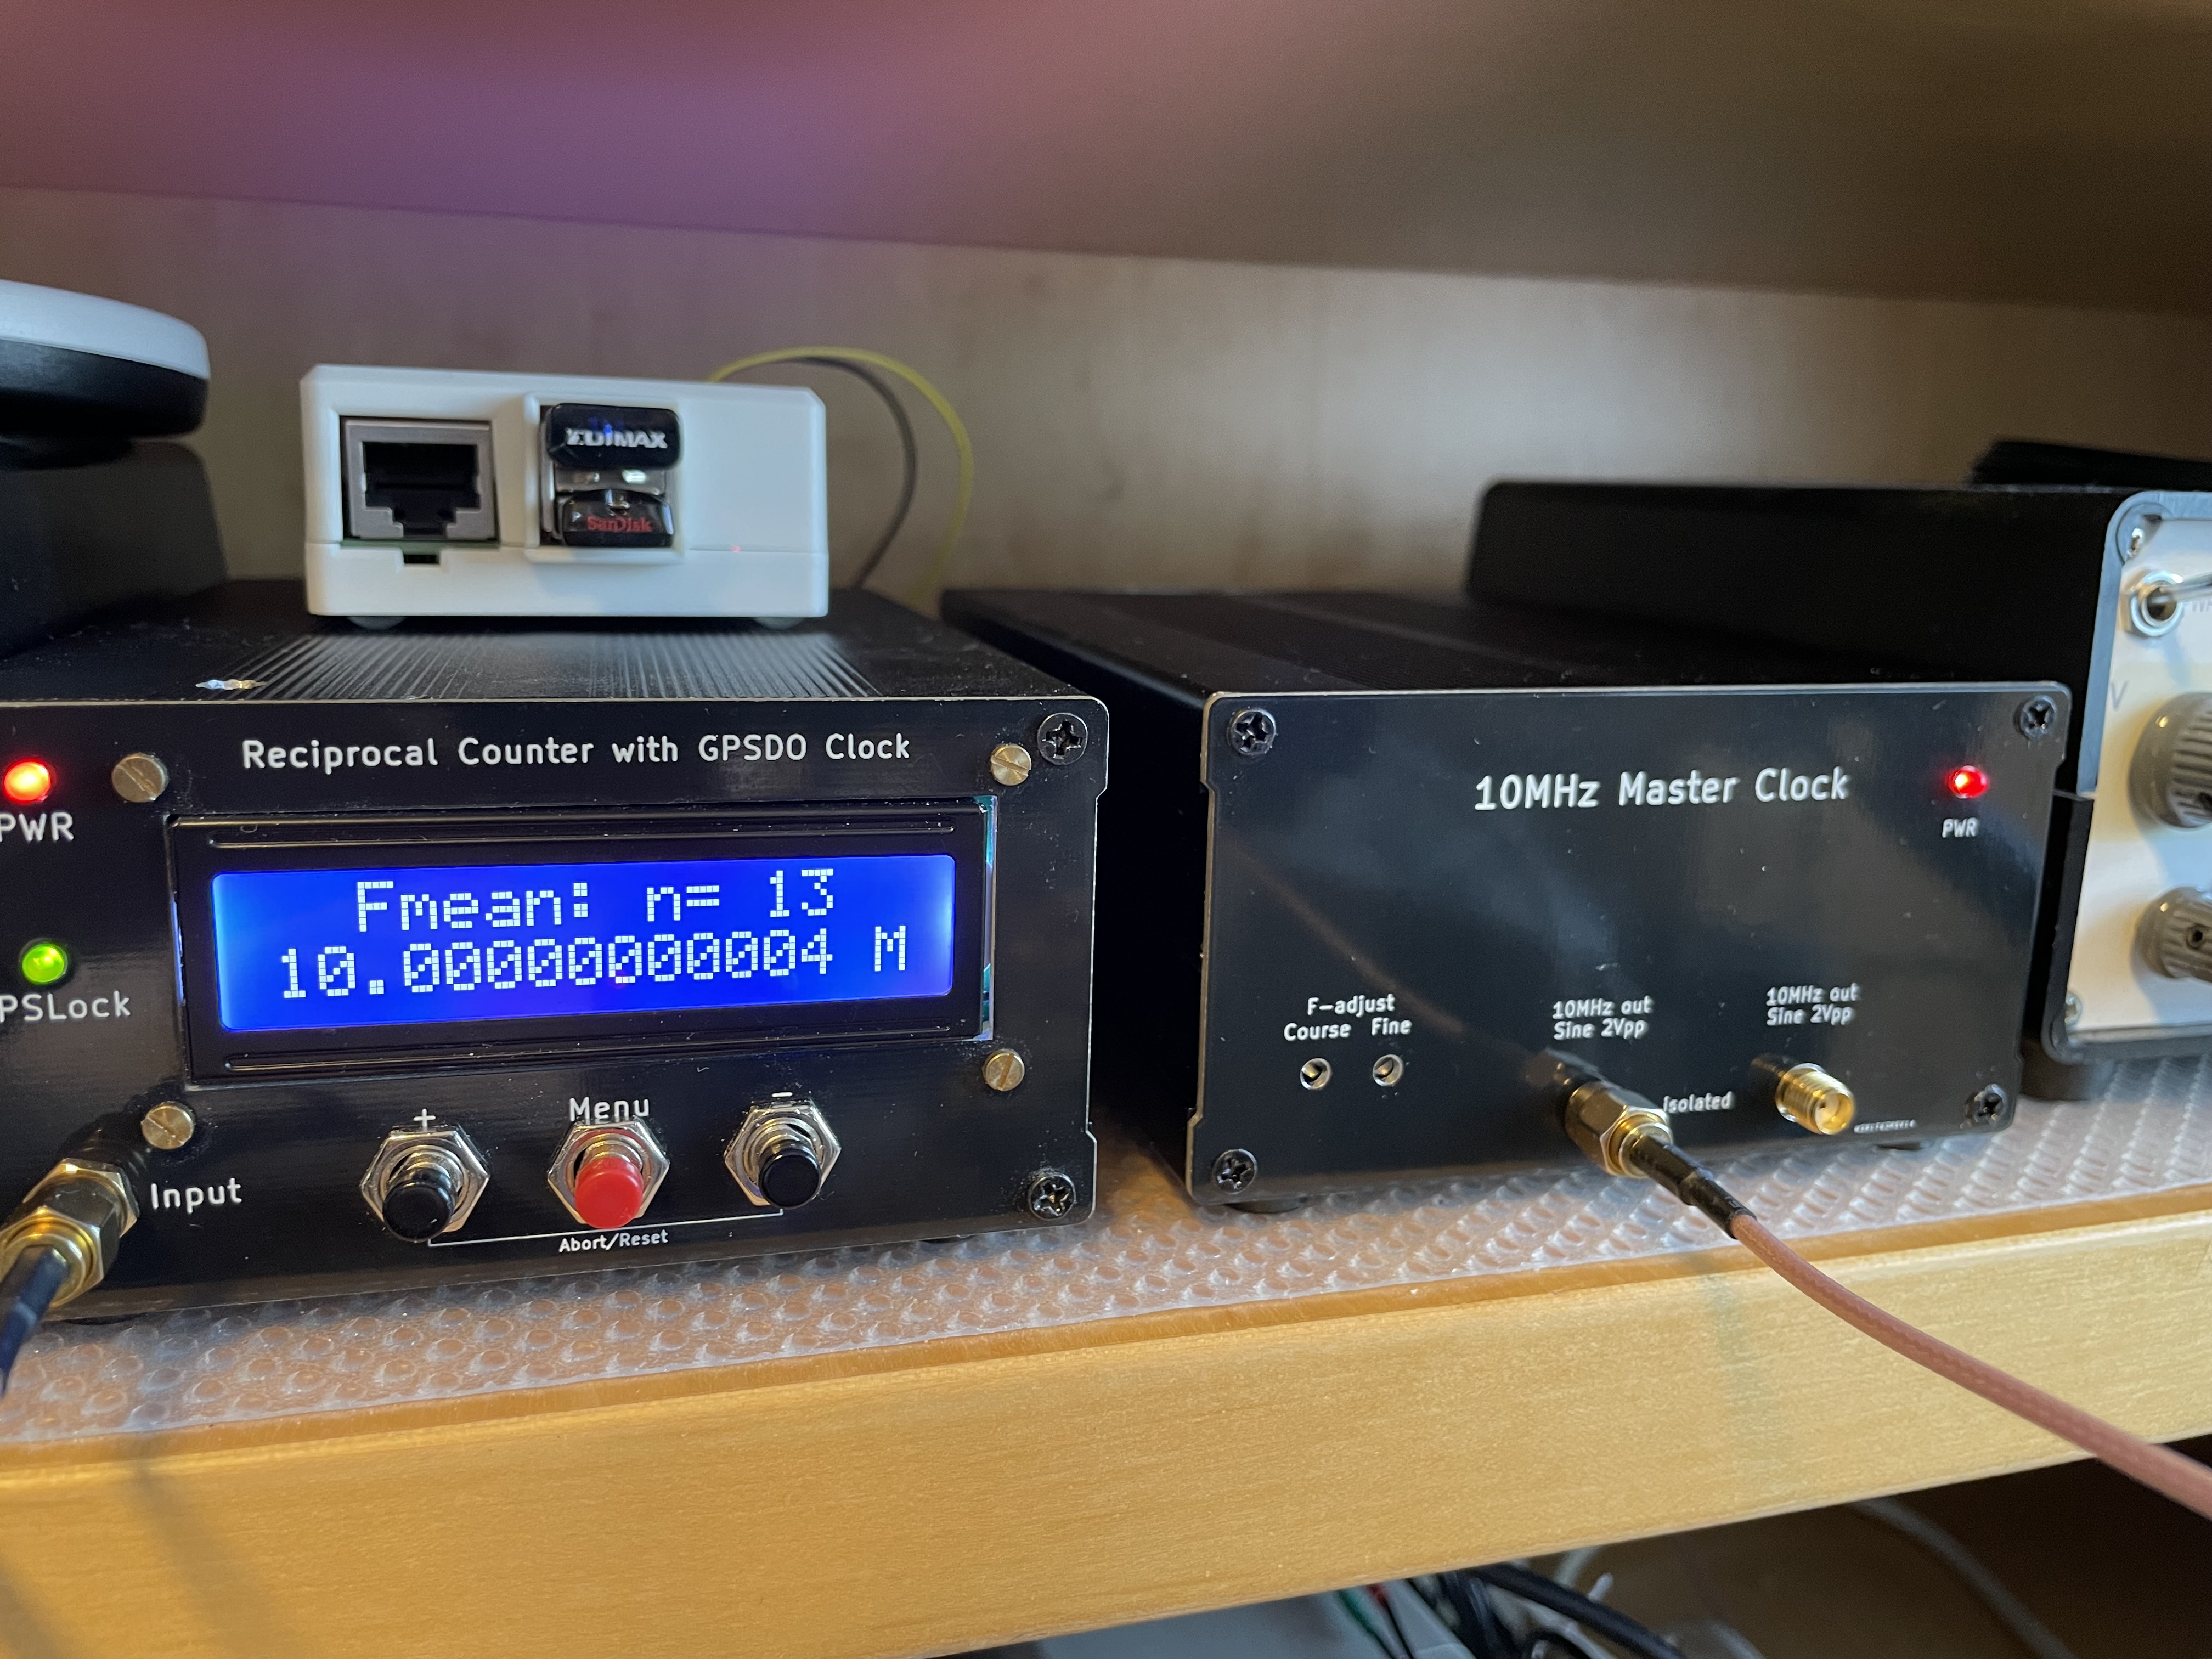 EDIMAX
SanDisk
Reciprocal Counter with GPSDO Clock
PWR
PSLock
Fmean: n= 13
10.00000000004 M
Input
+
Menu
-
Abort/Reset
10MHz Master Clock
PWR
F-adjust
Course Fine
10MHz out
Sine 2Vpp
10MHz out
Sine 2Vpp
isolated
V